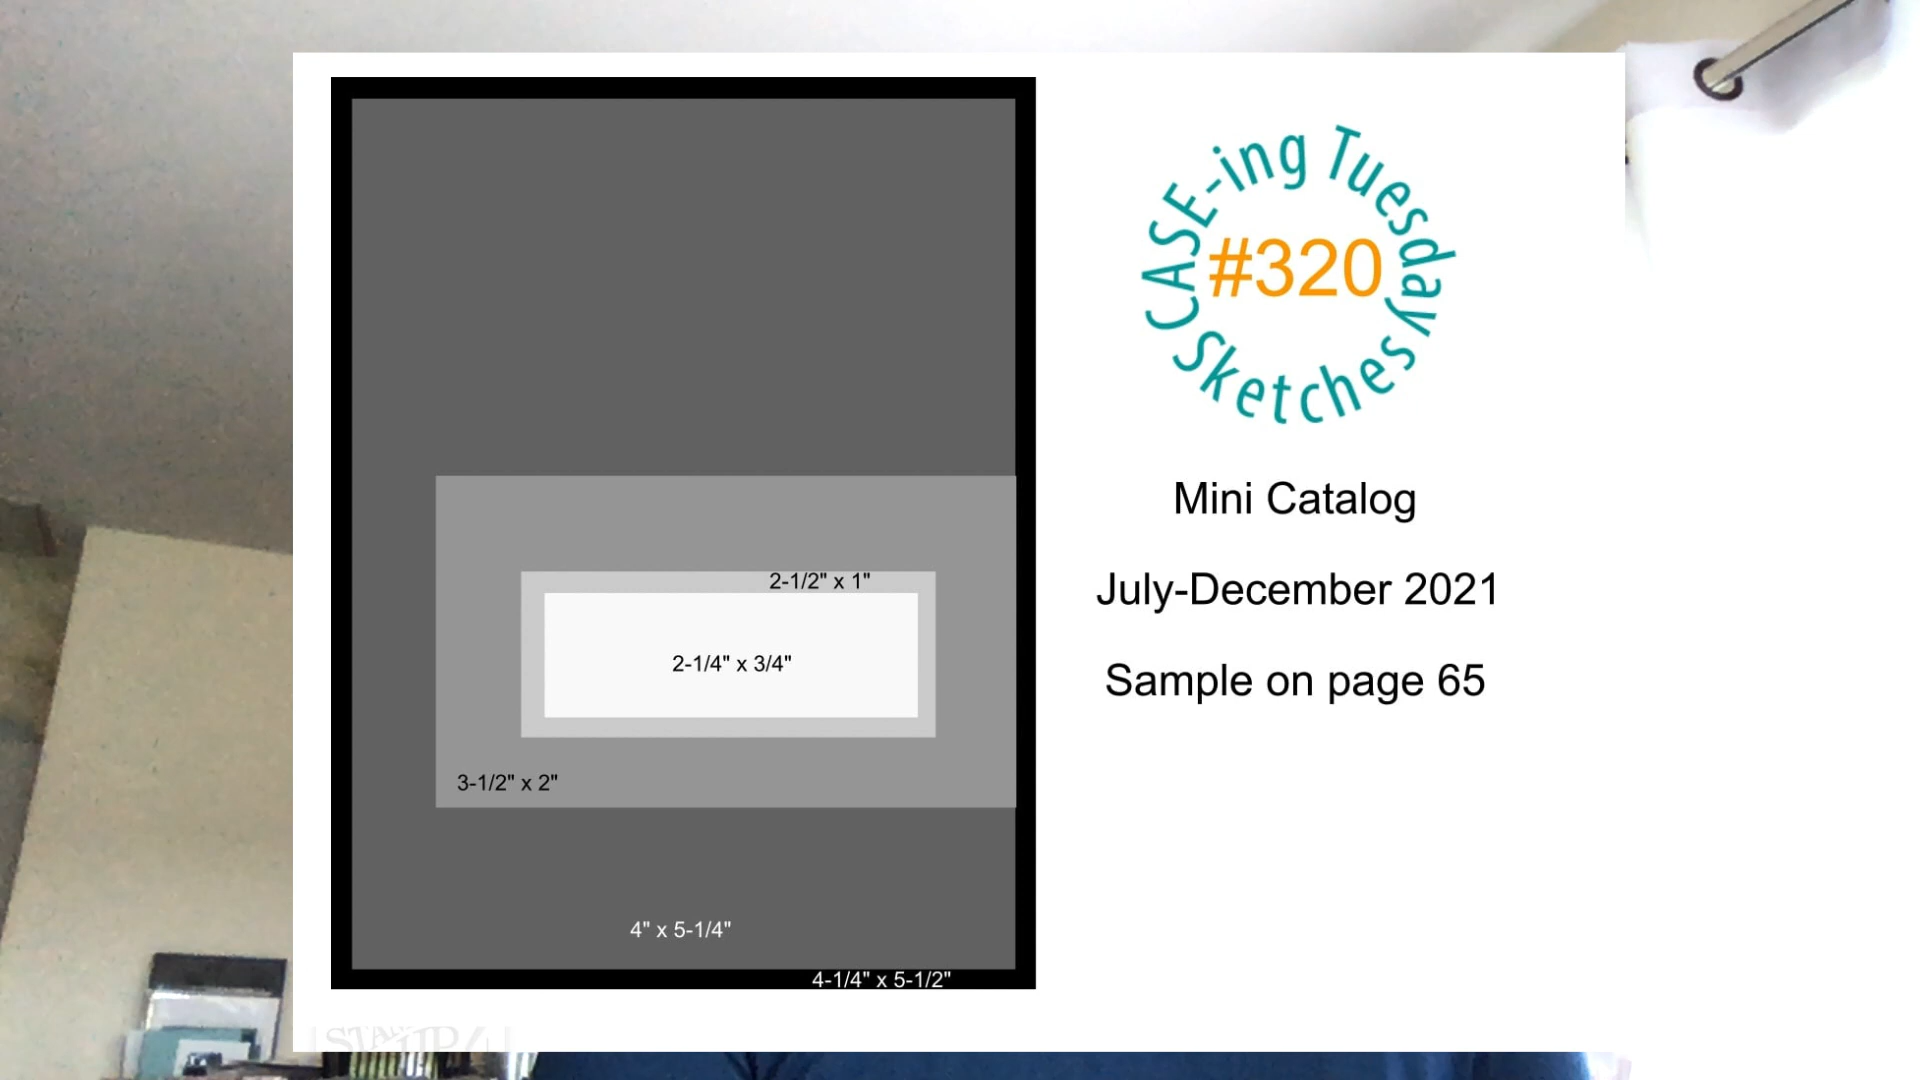 CASE-ing Tuesday Sketches
#320
Mini Catalog
July-December 2021
Sample on page 65
2-1/2" x 1"
2-1/4" x 3/4"
3-1/2" x 2"
4" x 5-1/4"
4-1/4" x 5-1/2"